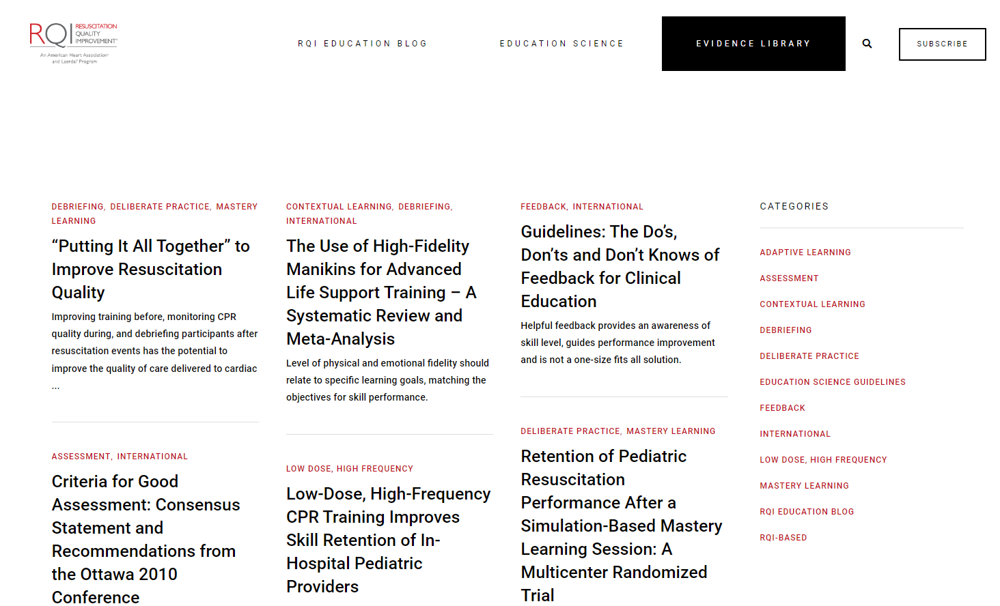 RQI
RESUSCITATION
QUALITY
IMPROVEMENT
An American Heart Association®
and Laerdal® Program
RQI EDUCATION BLOG
EDUCATION SCIENCE
EVIDENCE LIBRARY
SUBSCRIBE
DEBRIEFING, DELIBERATE PRACTICE, MASTERY
LEARNING
“Putting It All Together” to
Improve Resuscitation
Quality
Improving training before, monitoring CPR
quality during, and debriefing participants after
resuscitation events has the potential to
improve the quality of care delivered to cardiac
...
ASSESSMENT, INTERNATIONAL
Criteria for Good
Assessment: Consensus
Statement and
Recommendations from
the Ottawa 2010
Conference
CONTEXTUAL LEARNING, DEBRIEFING,
INTERNATIONAL
The Use of High-Fidelity
Manikins for Advanced
Life Support Training – A
Systematic Review and
Meta-Analysis
Level of physical and emotional fidelity should
relate to specific learning goals, matching the
objectives for skill performance.
LOW DOSE, HIGH FREQUENCY
Low-Dose, High-Frequency
CPR Training Improves
Skill Retention of In-
Hospital Pediatric
Providers
FEEDBACK, INTERNATIONAL
Guidelines: The Do’s,
Don’ts and Don’t Knows of
Feedback for Clinical
Education
Helpful feedback provides an awareness of
skill level, guides performance improvement
and is not a one-size fits all solution.
DELIBERATE PRACTICE, MASTERY LEARNING
Retention of Pediatric
Resuscitation
Performance After a
Simulation-Based Mastery
Learning Session: A
Multicenter Randomized
Trial
CATEGORIES
ADAPTIVE LEARNING
ASSESSMENT
CONTEXTUAL LEARNING
DEBRIEFING
DELIBERATE PRACTICE
EDUCATION SCIENCE GUIDELINES
FEEDBACK
INTERNATIONAL
LOW DOSE, HIGH FREQUENCY
MASTERY LEARNING
RQI EDUCATION BLOG
RQI-BASED